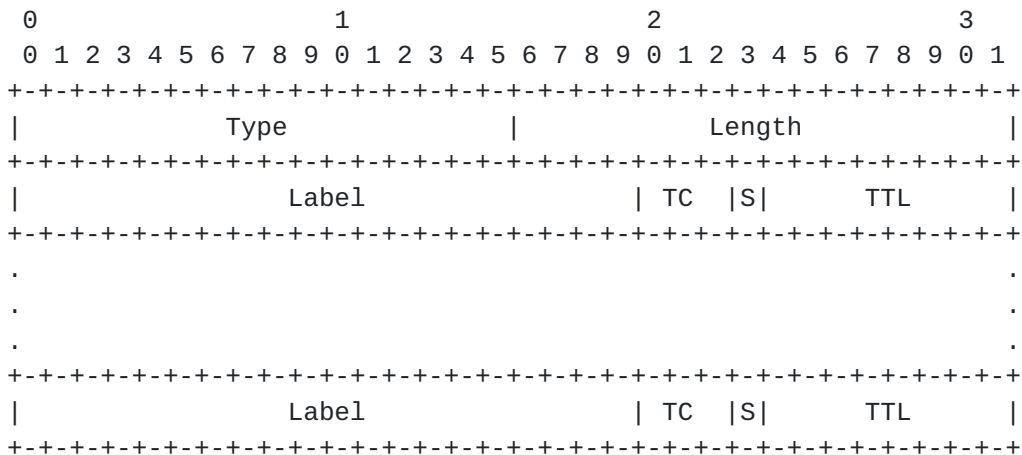 0                   1                   2                   3
 0 1 2 3 4 5 6 7 8 9 0 1 2 3 4 5 6 7 8 9 0 1 2 3 4 5 6 7 8 9 0 1
+-+-+-+-+-+-+-+-+-+-+-+-+-+-+-+-+-+-+-+-+-+-+-+-+-+-+-+-+-+-+-+-+
|             Type              |            Length             |
+-+-+-+-+-+-+-+-+-+-+-+-+-+-+-+-+-+-+-+-+-+-+-+-+-+-+-+-+-+-+-+-+
|                 Label                 | TC  |S|      TTL      |
+-+-+-+-+-+-+-+-+-+-+-+-+-+-+-+-+-+-+-+-+-+-+-+-+-+-+-+-+-+-+-+-+
.                                                               .
.                                                               .
.                                                               .
+-+-+-+-+-+-+-+-+-+-+-+-+-+-+-+-+-+-+-+-+-+-+-+-+-+-+-+-+-+-+-+-+
|                 Label                 | TC  |S|      TTL      |
+-+-+-+-+-+-+-+-+-+-+-+-+-+-+-+-+-+-+-+-+-+-+-+-+-+-+-+-+-+-+-+-+